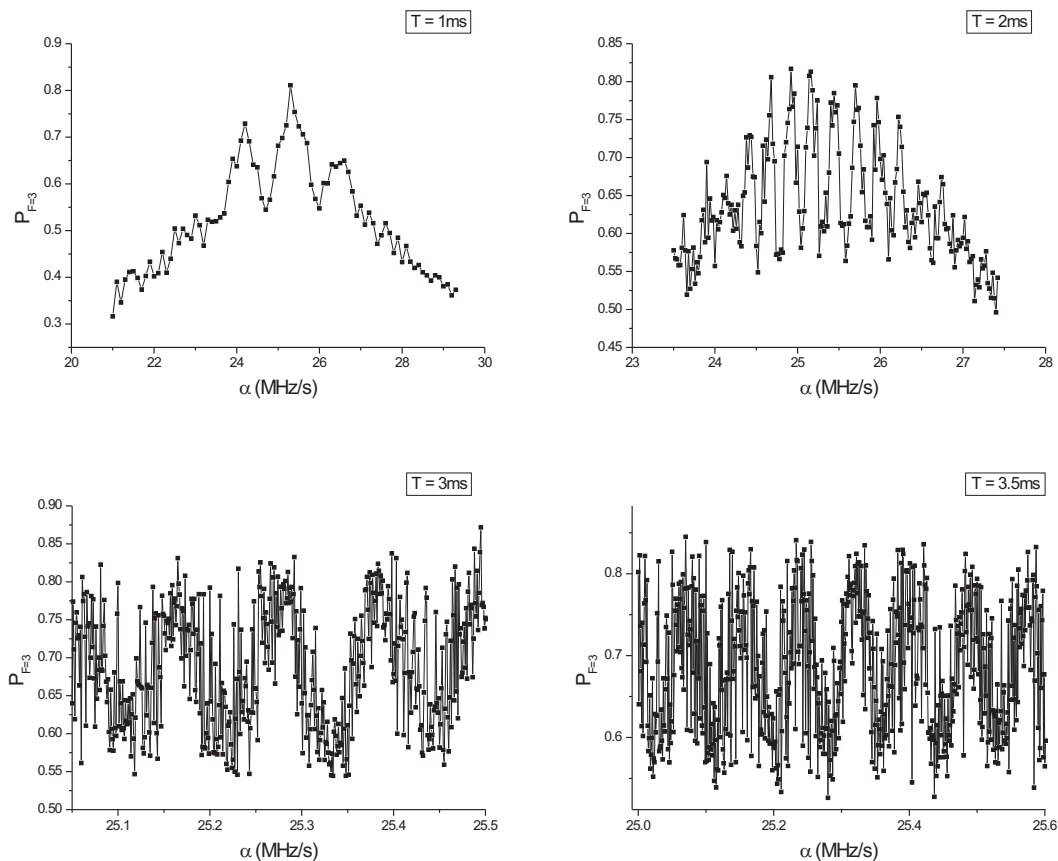 T = 1ms
0.9
0.8
0.7
0.6
0.5
0.4
0.3
P_{F=3}
20 22 24 26 28 30
α (MHz/s)
T = 2ms
0.85
0.80
0.75
0.70
0.65
0.60
0.55
0.50
0.45
P_{F=3}
23 24 25 26 27 28
α (MHz/s)
T = 3ms
0.90
0.85
0.80
0.75
0.70
0.65
0.60
0.55
0.50
P_{F=3}
25.1 25.2 25.3 25.4 25.5
α (MHz/s)
T = 3.5ms
0.8
0.7
0.6
P_{F=3}
25.0 25.2 25.4 25.6
α (MHz/s)